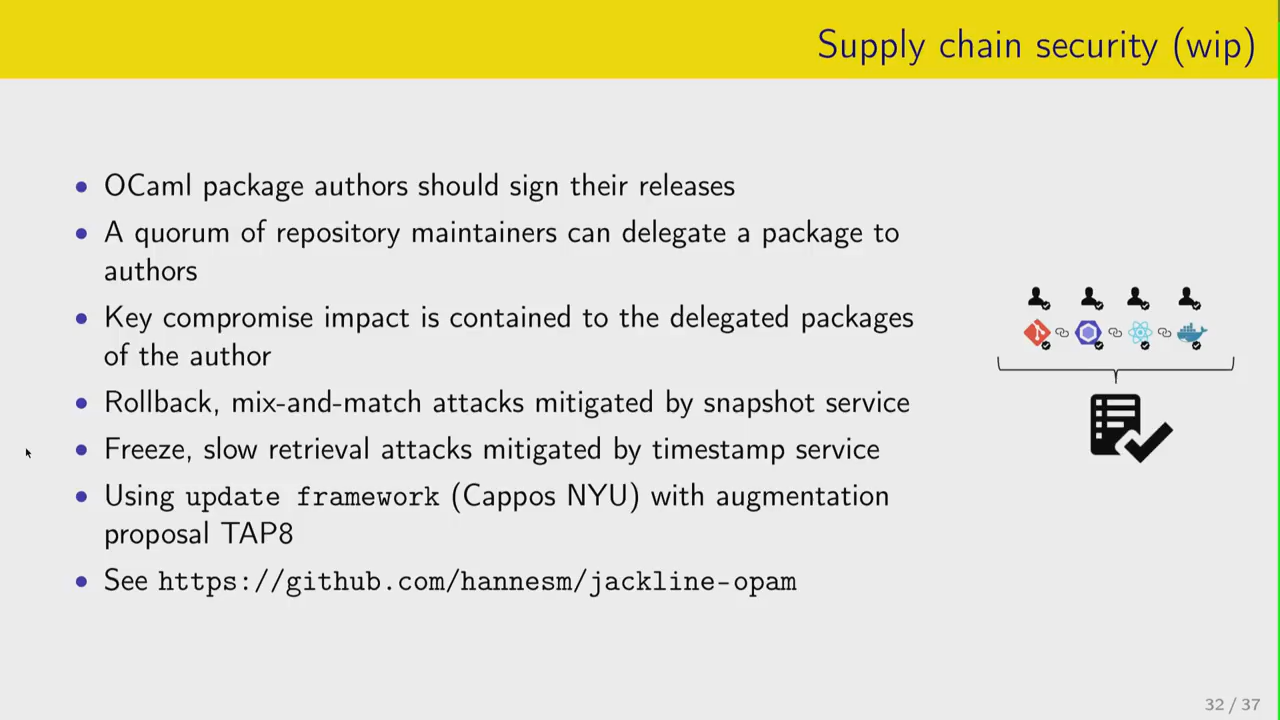 Supply chain security (wip)
• OCaml package authors should sign their releases
• A quorum of repository maintainers can delegate a package to
authors
• Key compromise impact is contained to the delegated packages
of the author
• Rollback, mix-and-match attacks mitigated by snapshot service
• Freeze, slow retrieval attacks mitigated by timestamp service
• Using update framework (Cappos NYU) with augmentation
proposal TAP8
• See https://github.com/hannesm/jackline-opam
32 / 37